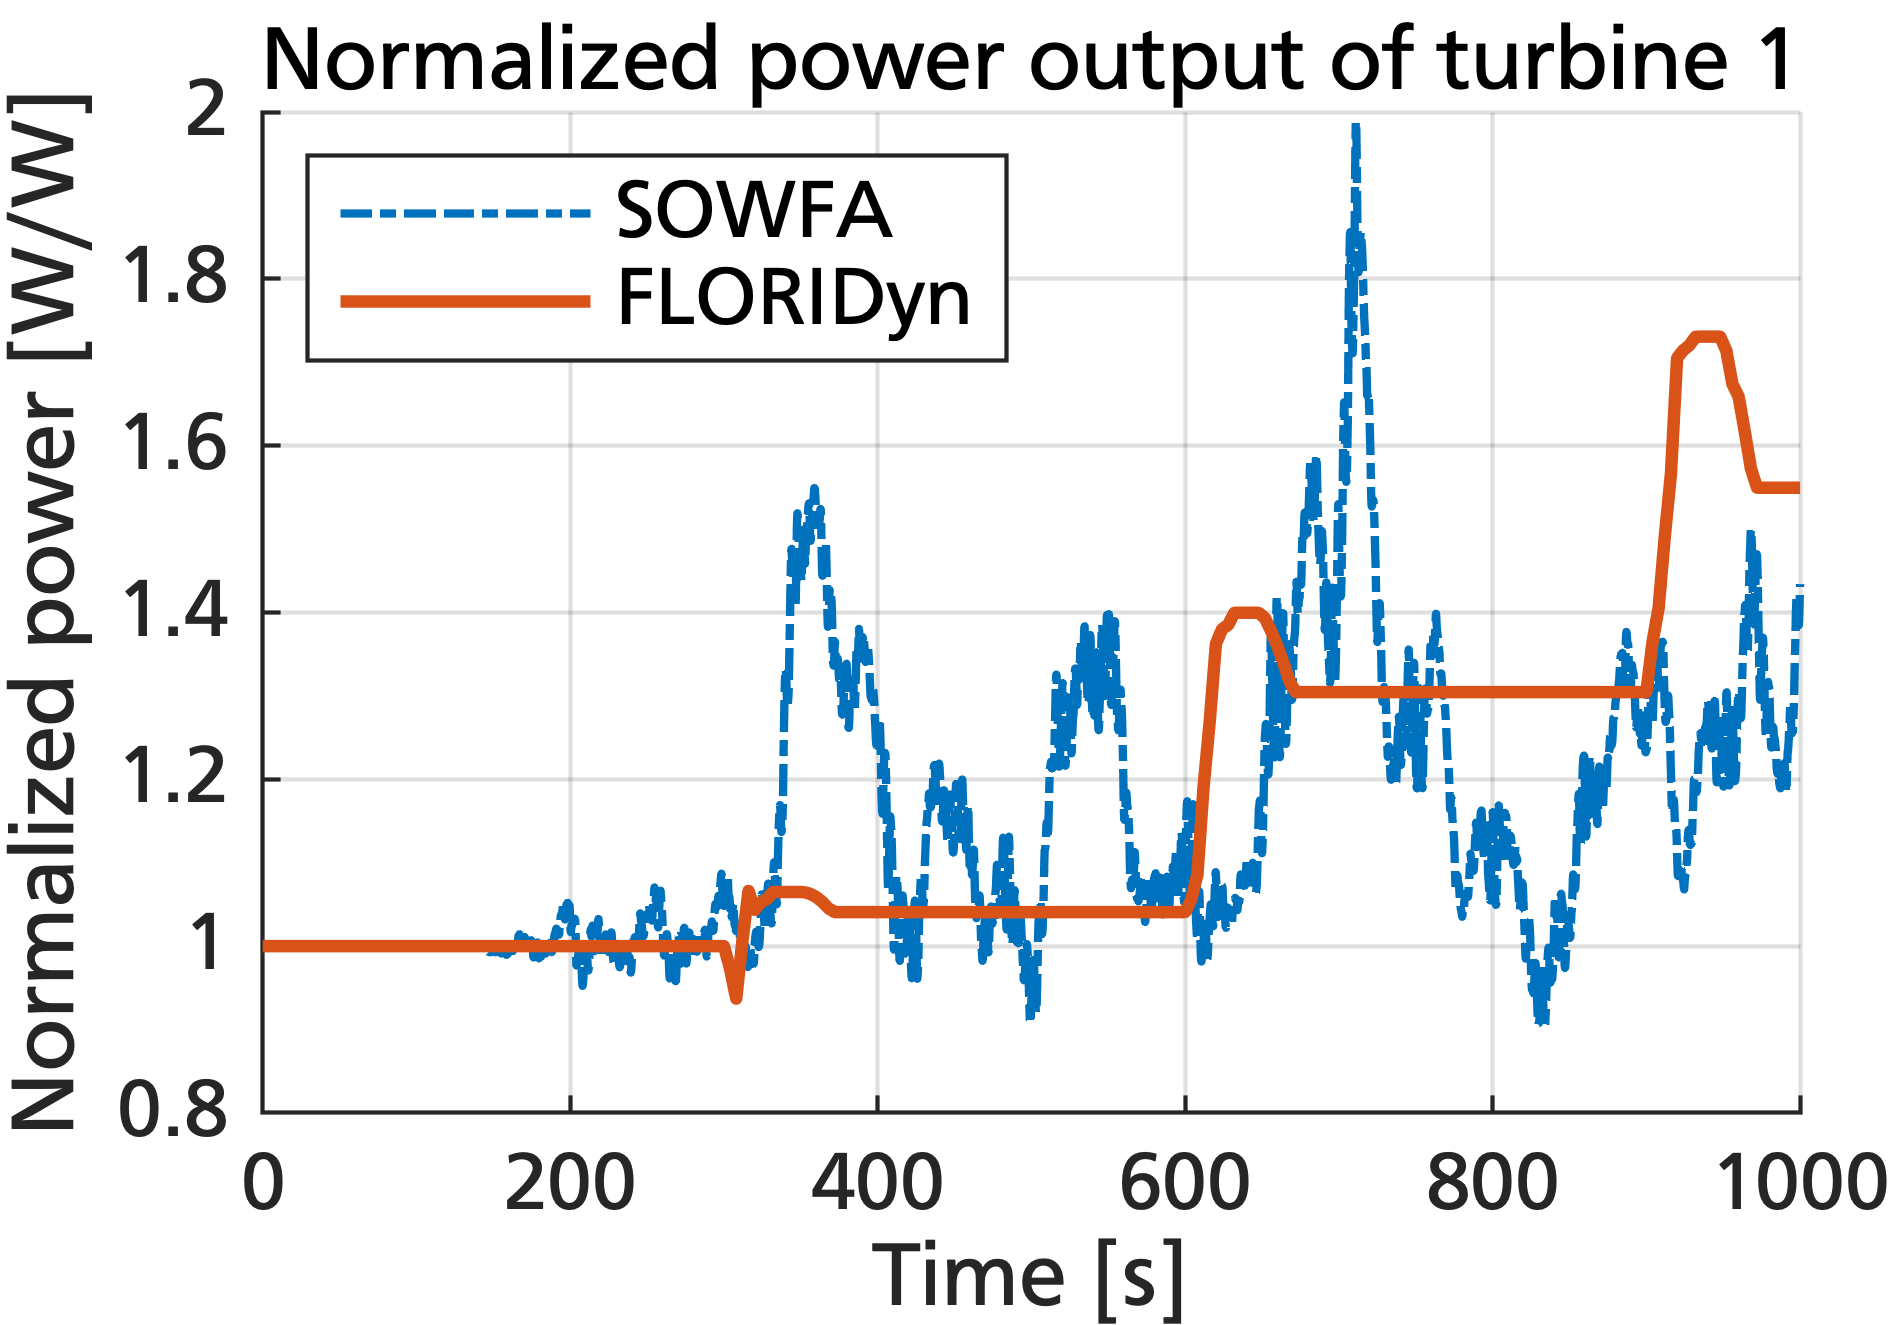 Normalized power output of turbine 1
Normalized power [W/W]
2
1.8
1.6
1.4
1.2
1
0.8
SOWFA
FLORIDyn
0 200 400 600 800 1000
Time [s]